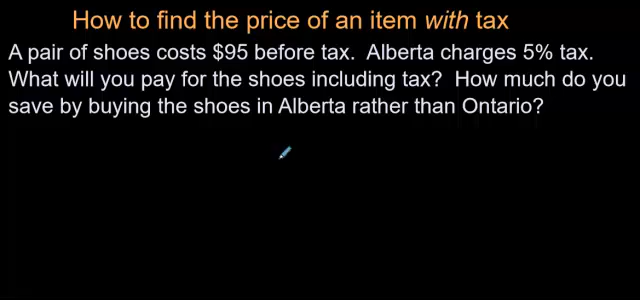 How to find the price of an item with tax
A pair of shoes costs $95 before tax.  Alberta charges 5% tax.
What will you pay for the shoes including tax?  How much do you
save by buying the shoes in Alberta rather than Ontario?